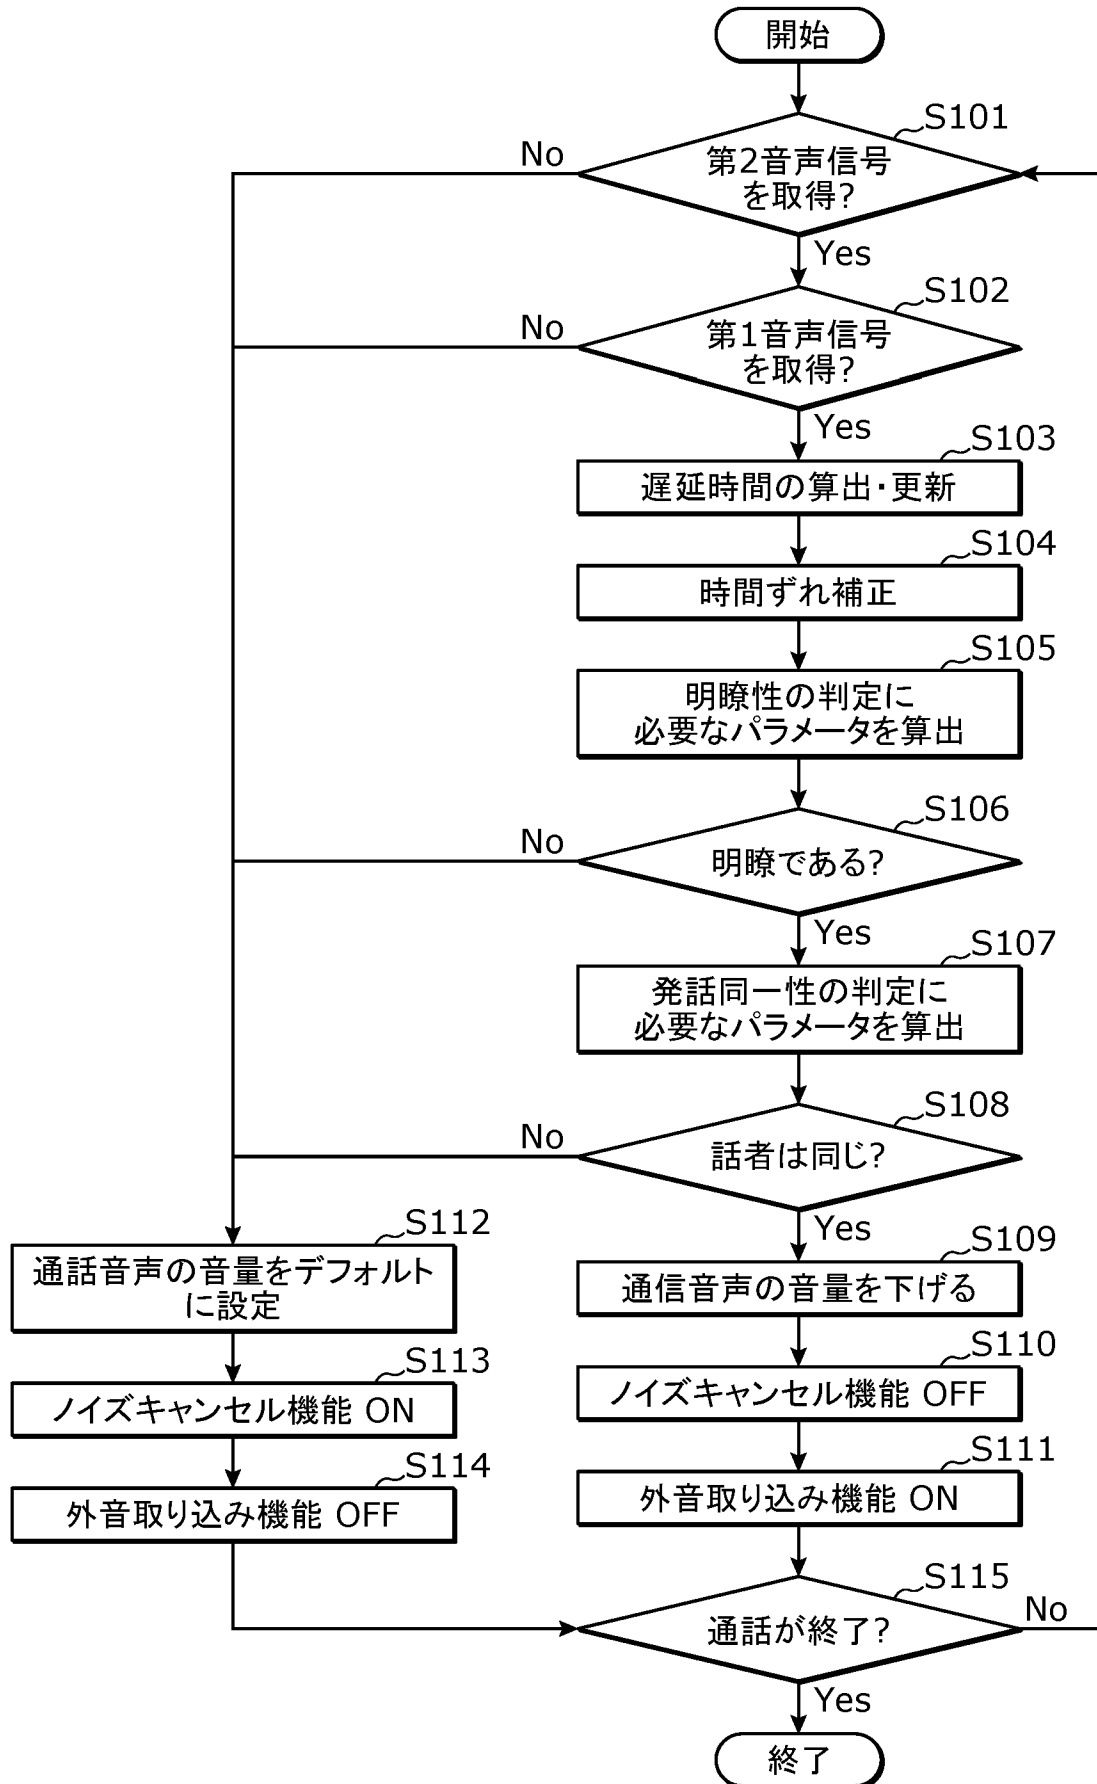 開始
S101
第2音声信号
を取得?
No
Yes
S102
第1音声信号
を取得?
No
Yes
S103
遅延時間の算出・更新
S104
時間ずれ補正
S105
明瞭性の判定に
必要なパラメータを算出
S106
明瞭である?
No
Yes
S107
発話同一性の判定に
必要なパラメータを算出
S108
話者は同じ?
No
Yes
S112
通話音声の音量をデフォルト
に設定
S109
通信音声の音量を下げる
S113
ノイズキャンセル機能 ON
S110
ノイズキャンセル機能 OFF
S114
外音取り込み機能 OFF
S111
外音取り込み機能 ON
S115
通話が終了?
No
Yes
終了